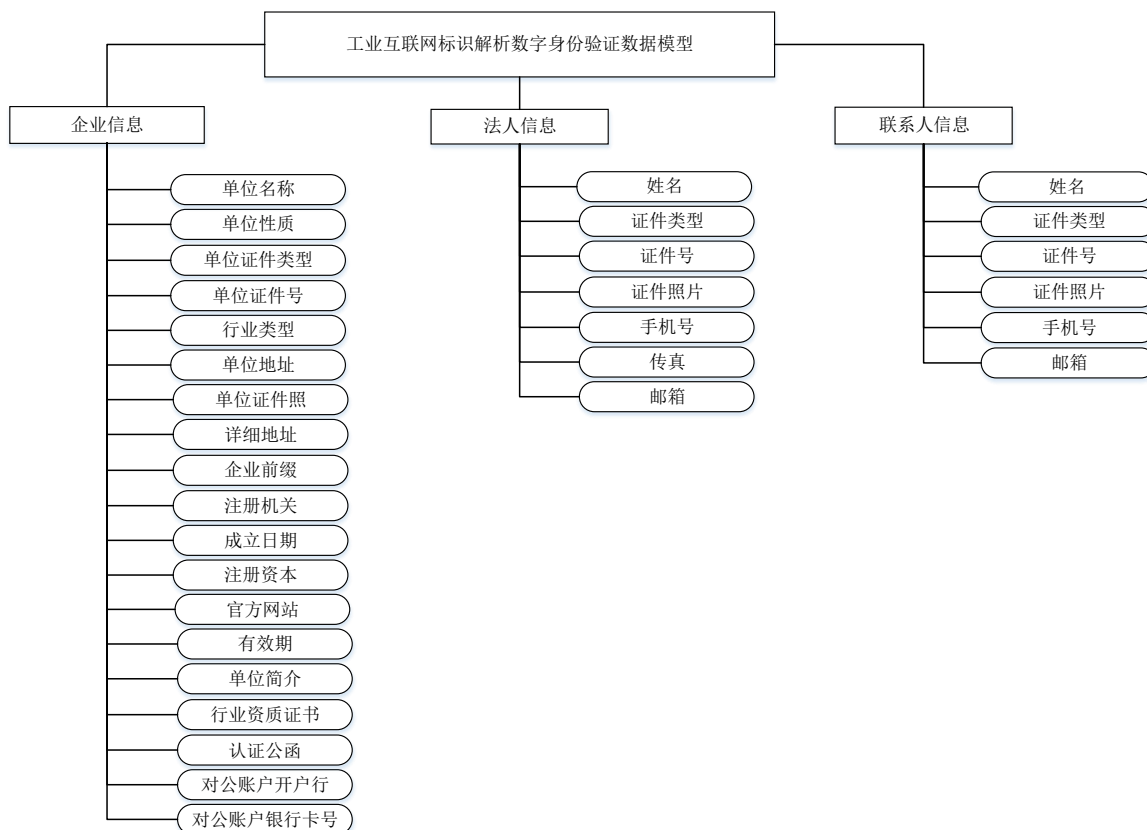 工业互联网标识解析数字身份验证数据模型
企业信息
单位名称
单位性质
单位证件类型
单位证件号
行业类型
单位地址
单位证件照
详细地址
企业前缀
注册机关
成立日期
注册资本
官方网站
有效期
单位简介
行业资质证书
认证公函
对公账户开户行
对公账户银行卡号
法人信息
姓名
证件类型
证件号
证件照片
手机号
传真
邮箱
联系人信息
姓名
证件类型
证件号
证件照片
手机号
邮箱